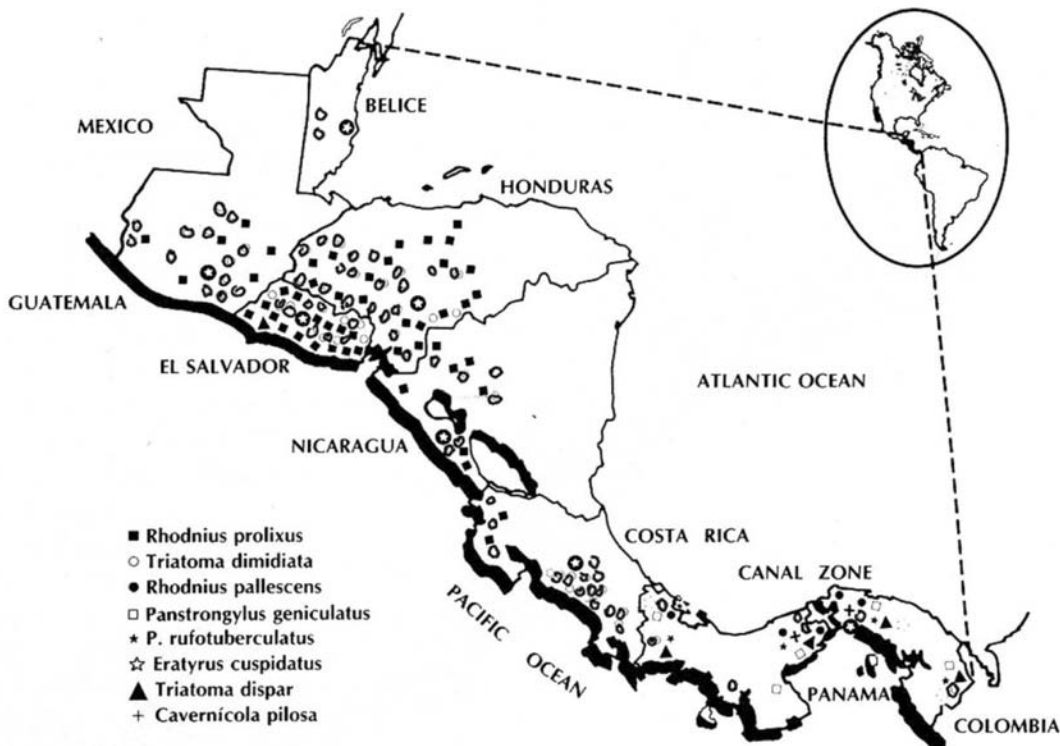 BELICE
MEXICO
HONDURAS
GUATEMALA
EL SALVADOR
ATLANTIC OCEAN
NICARAGUA
COSTA RICA
CANAL ZONE
PACIFIC OCEAN
PANAMA
COLOMBIA
Rhodnius prolixus
Triatoma dimidiata
Rhodnius pallescens
Panstrongylus geniculatus
P. rufotuberculatus
Eratyrus cuspidatus
Triatoma dispar
Cavernícola pilosa